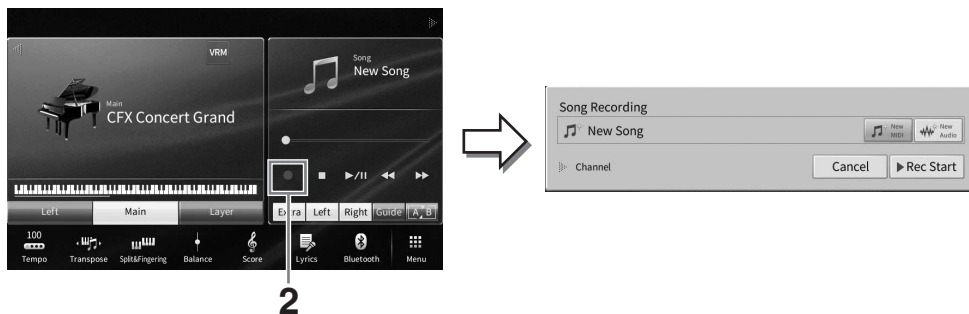 VRM
Main
CFX Concert Grand
Left
Main
Layer
Song
New Song
Extra
Left
Right
Guide
A B
100
Tempo
Transpose
Split&Fingering
Balance
Score
Lyrics
Bluetooth
Menu
2
Song Recording
New Song
New
MIDI
New
Audio
Channel
Cancel
Rec Start